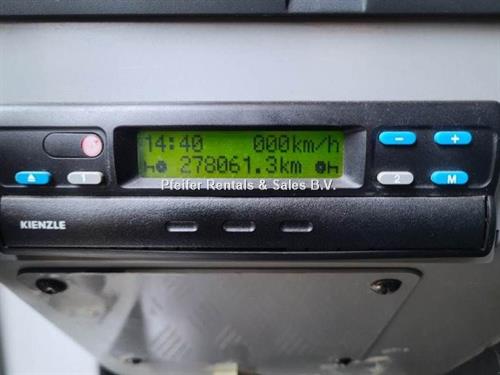 14:40 000km/h
278061.3km
Pfeifer Rentals & Sales B.V.
- +
1 2 M
KIENZLE